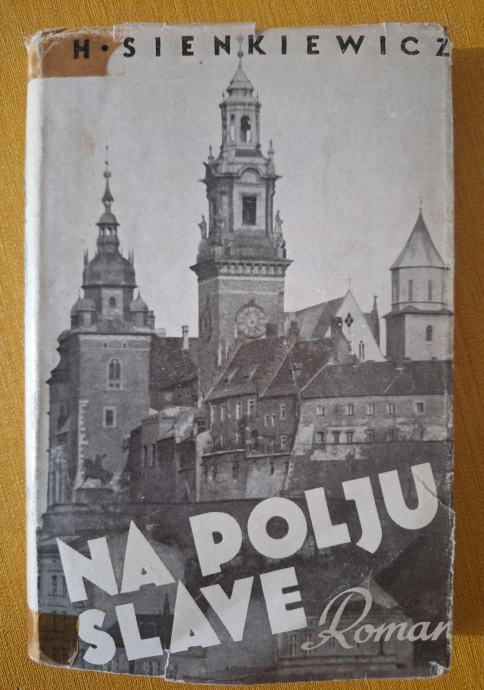 H·SIENKIEWICZ
NA POLJU
SLAVE
Roman